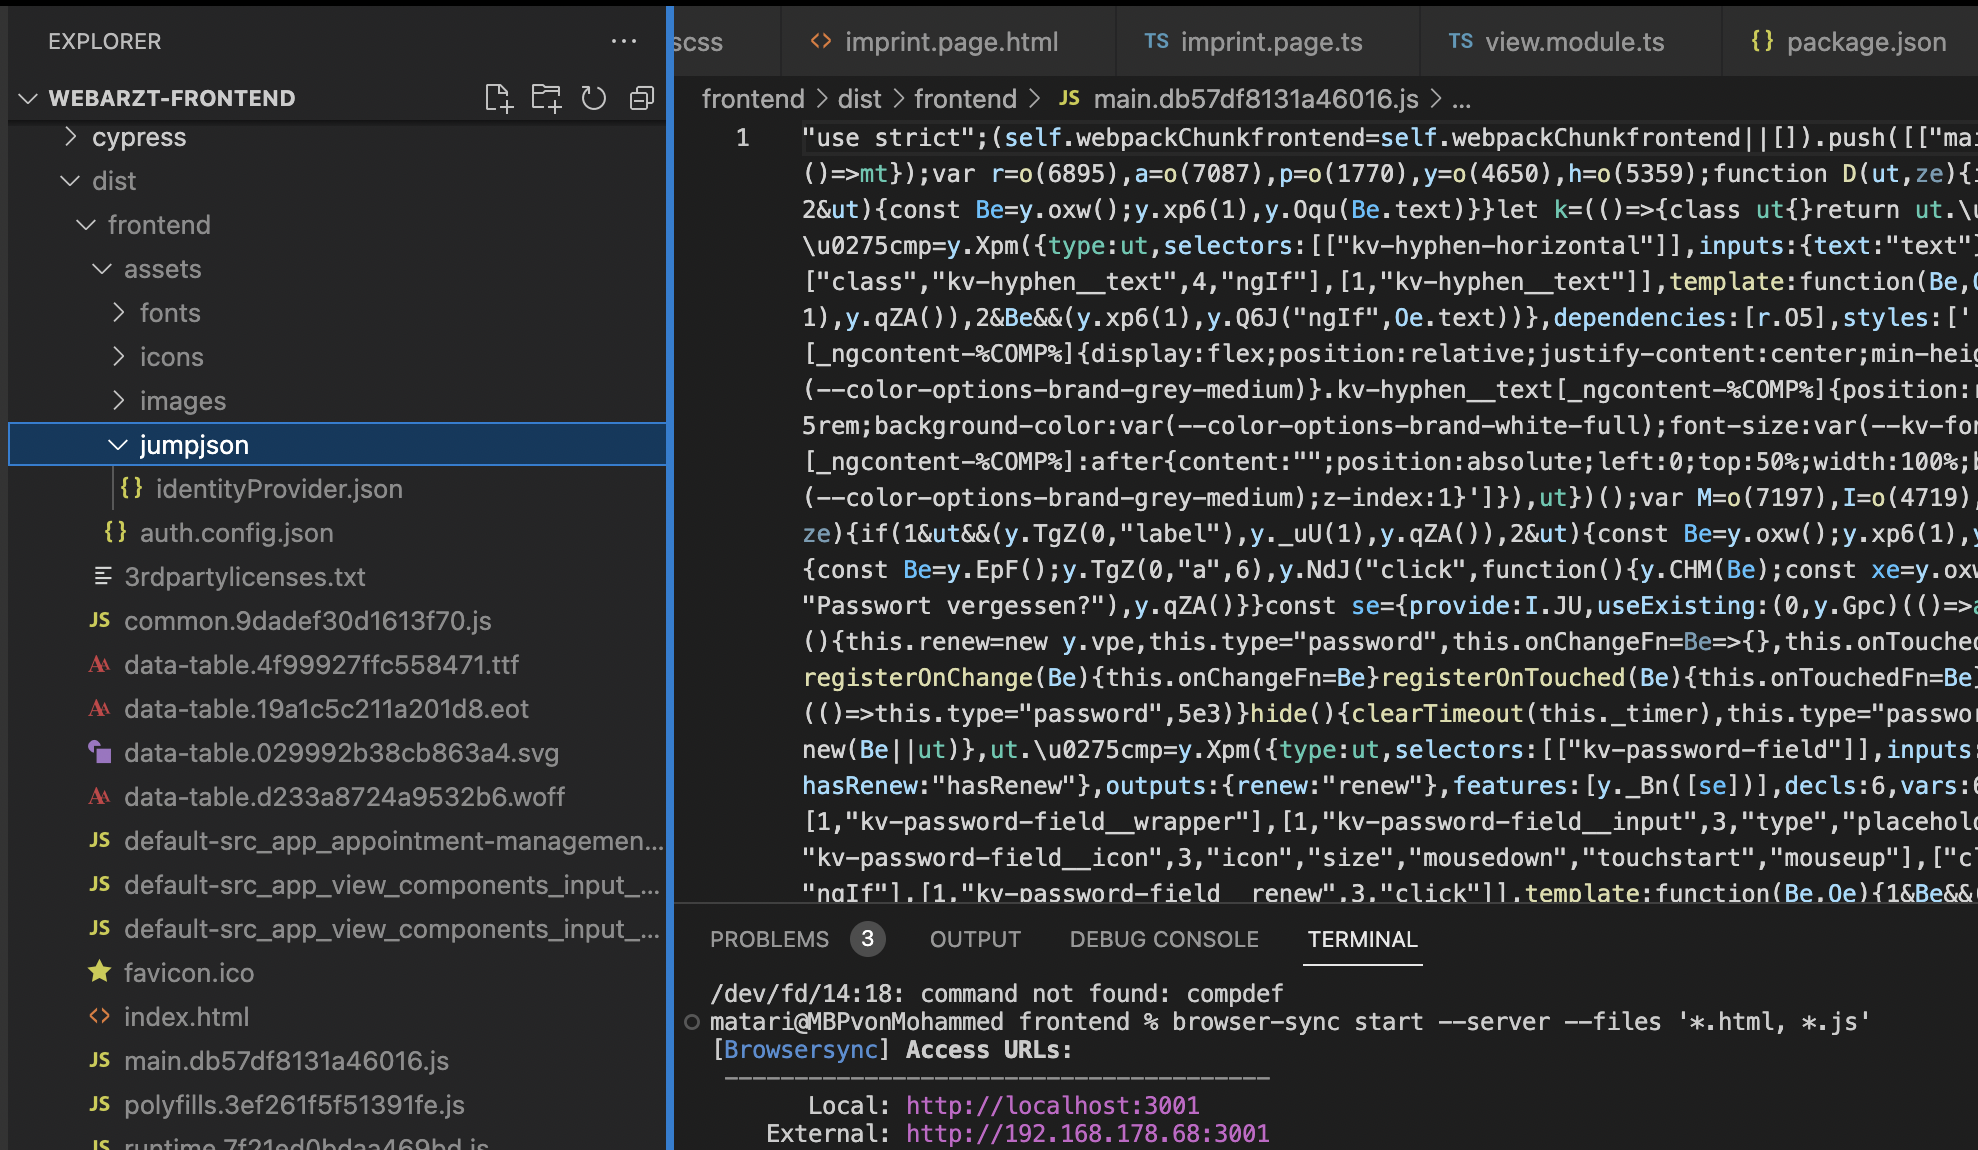 EXPLORER
WEBARZT-FRONTEND
cypress
dist
frontend
assets
fonts
icons
images
jumpjson
{} identityProvider.json
{} auth.config.json
3rdpartylicenses.txt
JS common.9dadef30d1613f70.js
data-table.4f99927ffc558471.ttf
data-table.19a1c5c211a201d8.eot
data-table.029992b38cb863a4.svg
data-table.d233a8724a9532b6.woff
JS default-src_app_appointment-managemen...
JS default-src_app_view_components_input_...
JS default-src_app_view_components_input_...
favicon.ico
<> index.html
JS main.db57df8131a46016.js
JS polyfills.3ef261f5f51391fe.js
JS runtime.7f21ed0bdaa469bd.js
scss <> imprint.page.html TS imprint.page.ts TS view.module.ts {} package.json
frontend > dist > frontend > JS main.db57df8131a46016.js > ...
1 "use strict";(self.webpackChunkfrontend=self.webpackChunkfrontend||[]).push([["mai
()=>mt});var r=o(6895),a=o(7087),p=o(1770),y=o(4650),h=o(5359);function D(ut,ze){i
2&ut){const Be=y.oxw();y.xp6(1),y.Oqu(Be.text)}}let k=(()=>{class ut{}return ut.\u
\u0275cmp=y.Xpm({type:ut,selectors:[["kv-hyphen-horizontal"]],inputs:{text:"text"}
["class","kv-hyphen__text",4,"ngIf"],[1,"kv-hyphen__text"]],template:function(Be,O
1),y.qZA()),2&Be&&(y.xp6(1),y.Q6J("ngIf",Oe.text))},dependencies:[r.O5],styles:['
[_ngcontent-%COMP%]{display:flex;position:relative;justify-content:center;min-heig
(--color-options-brand-grey-medium)}.kv-hyphen__text[_ngcontent-%COMP%]{position:r
5rem;background-color:var(--color-options-brand-white-full);font-size:var(--kv-fon
[_ngcontent-%COMP%]:after{content:"";position:absolute;left:0;top:50%;width:100%;h
(--color-options-brand-grey-medium);z-index:1}']}),ut})();var M=o(7197),I=o(4719),
ze){if(1&ut&&(y.TgZ(0,"label"),y._uU(1),y.qZA()),2&ut){const Be=y.oxw();y.xp6(1),y
{const Be=y.EpF();y.TgZ(0,"a",6),y.NdJ("click",function(){y.CHM(Be);const xe=y.oxw
"Passwort vergessen?"),y.qZA()}}const se={provide:I.JU,useExisting:(0,y.Gpc)(()=>a
(){this.renew=new y.vpe,this.type="password",this.onChangeFn=Be=>{},this.onTouched
registerOnChange(Be){this.onChangeFn=Be}registerOnTouched(Be){this.onTouchedFn=Be}
(()=>this.type="password",5e3)}hide(){clearTimeout(this._timer),this.type="passwor
new(Be||ut)},ut.\u0275cmp=y.Xpm({type:ut,selectors:[["kv-password-field"]],inputs:
hasRenew:"hasRenew"},outputs:{renew:"renew"},features:[y._Bn([se])],decls:6,vars:6
[1,"kv-password-field__wrapper"],[1,"kv-password-field__input",3,"type","placehold
"kv-password-field__icon",3,"icon","size","mousedown","touchstart","mouseup"],["cl
"ngIf"],[1,"kv-password-field__renew",3,"click"]],template:function(Be,Oe){1&Be&&(
PROBLEMS 3 OUTPUT DEBUG CONSOLE TERMINAL
/dev/fd/14:18: command not found: compdef
matari@MBPvonMohammed frontend % browser-sync start --server --files '*.html, *.js'
[Browsersync] Access URLs:
---------------------------------------
Local: http://localhost:3001
External: http://192.168.178.68:3001